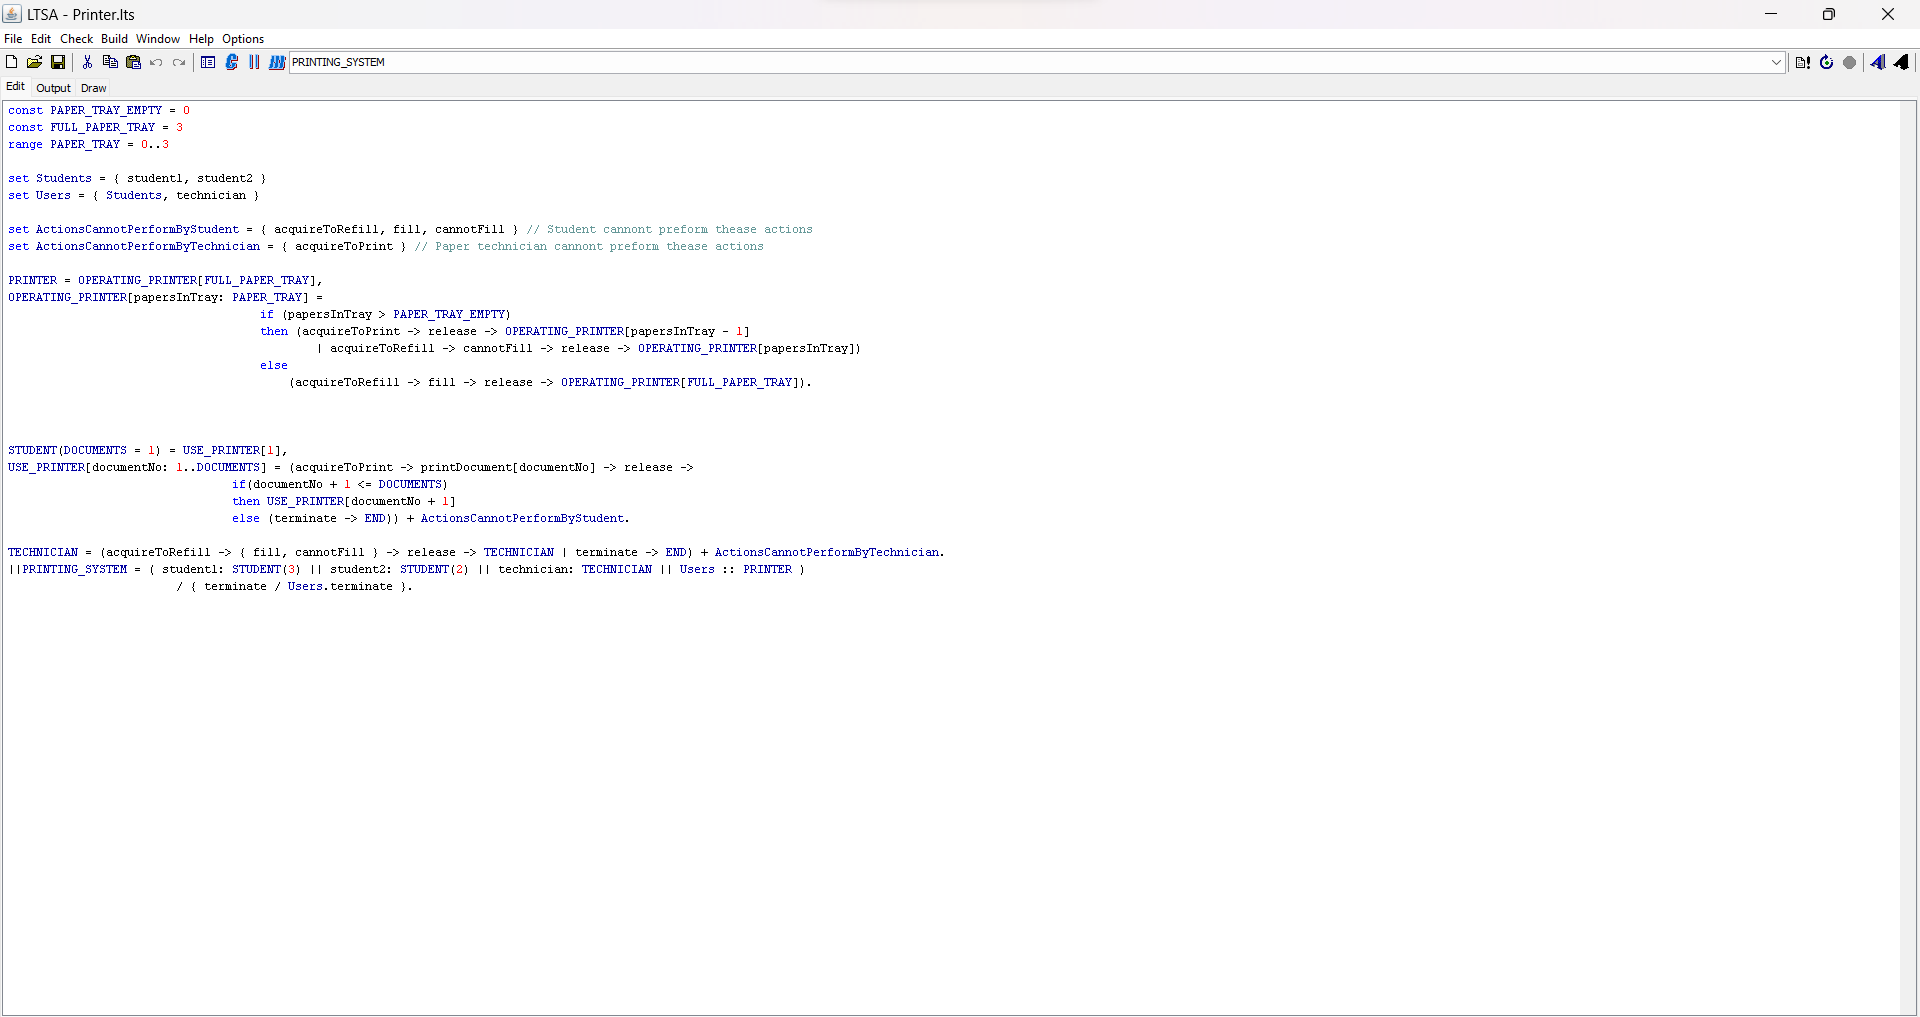 LTSA - Printer.lts
File Edit Check Build Window Help Options
PRINTING_SYSTEM
Edit Output Draw
const PAPER_TRAY_EMPTY = 0
const FULL_PAPER_TRAY = 3
range PAPER_TRAY = 0..3
set Students = { student1, student2 }
set Users = { Students, technician }
set ActionsCannotPerformByStudent = { acquireToRefill, fill, cannotFill } // Student cannont preform thease actions
set ActionsCannotPerformByTechnician = { acquireToPrint } // Paper technician cannont preform thease actions
PRINTER = OPERATING_PRINTER[FULL_PAPER_TRAY],
OPERATING_PRINTER[papersInTray: PAPER_TRAY] =
if (papersInTray > PAPER_TRAY_EMPTY)
then (acquireToPrint -> release -> OPERATING_PRINTER[papersInTray - 1]
| acquireToRefill -> cannotFill -> release -> OPERATING_PRINTER[papersInTray])
else
(acquireToRefill -> fill -> release -> OPERATING_PRINTER[FULL_PAPER_TRAY]).
STUDENT(DOCUMENTS = 1) = USE_PRINTER[1],
USE_PRINTER[documentNo: 1..DOCUMENTS] = (acquireToPrint -> printDocument[documentNo] -> release ->
if(documentNo + 1 <= DOCUMENTS)
then USE_PRINTER[documentNo + 1]
else (terminate -> END)) + ActionsCannotPerformByStudent.
TECHNICIAN = (acquireToRefill -> { fill, cannotFill } -> release -> TECHNICIAN | terminate -> END) + ActionsCannotPerformByTechnician.
||PRINTING_SYSTEM = ( student1: STUDENT(3) || student2: STUDENT(2) || technician: TECHNICIAN || Users :: PRINTER )
/ { terminate / Users.terminate }.